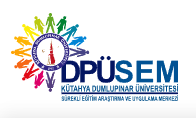 DPÜSEM
KÜTAHYA DUMLUPINAR ÜNİVERSİTESİ
SÜREKLİ EĞİTİM ARAŞTIRMA VE UYGULAMA MERKEZİ